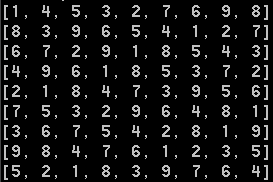 [1, 4, 5, 3, 2, 7, 6, 9, 8]
[8, 3, 9, 6, 5, 4, 1, 2, 7]
[6, 7, 2, 9, 1, 8, 5, 4, 3]
[4, 9, 6, 1, 8, 5, 3, 7, 2]
[2, 1, 8, 4, 7, 3, 9, 5, 6]
[7, 5, 3, 2, 9, 6, 4, 8, 1]
[3, 6, 7, 5, 4, 2, 8, 1, 9]
[9, 8, 4, 7, 6, 1, 2, 3, 5]
[5, 2, 1, 8, 3, 9, 7, 6, 4]